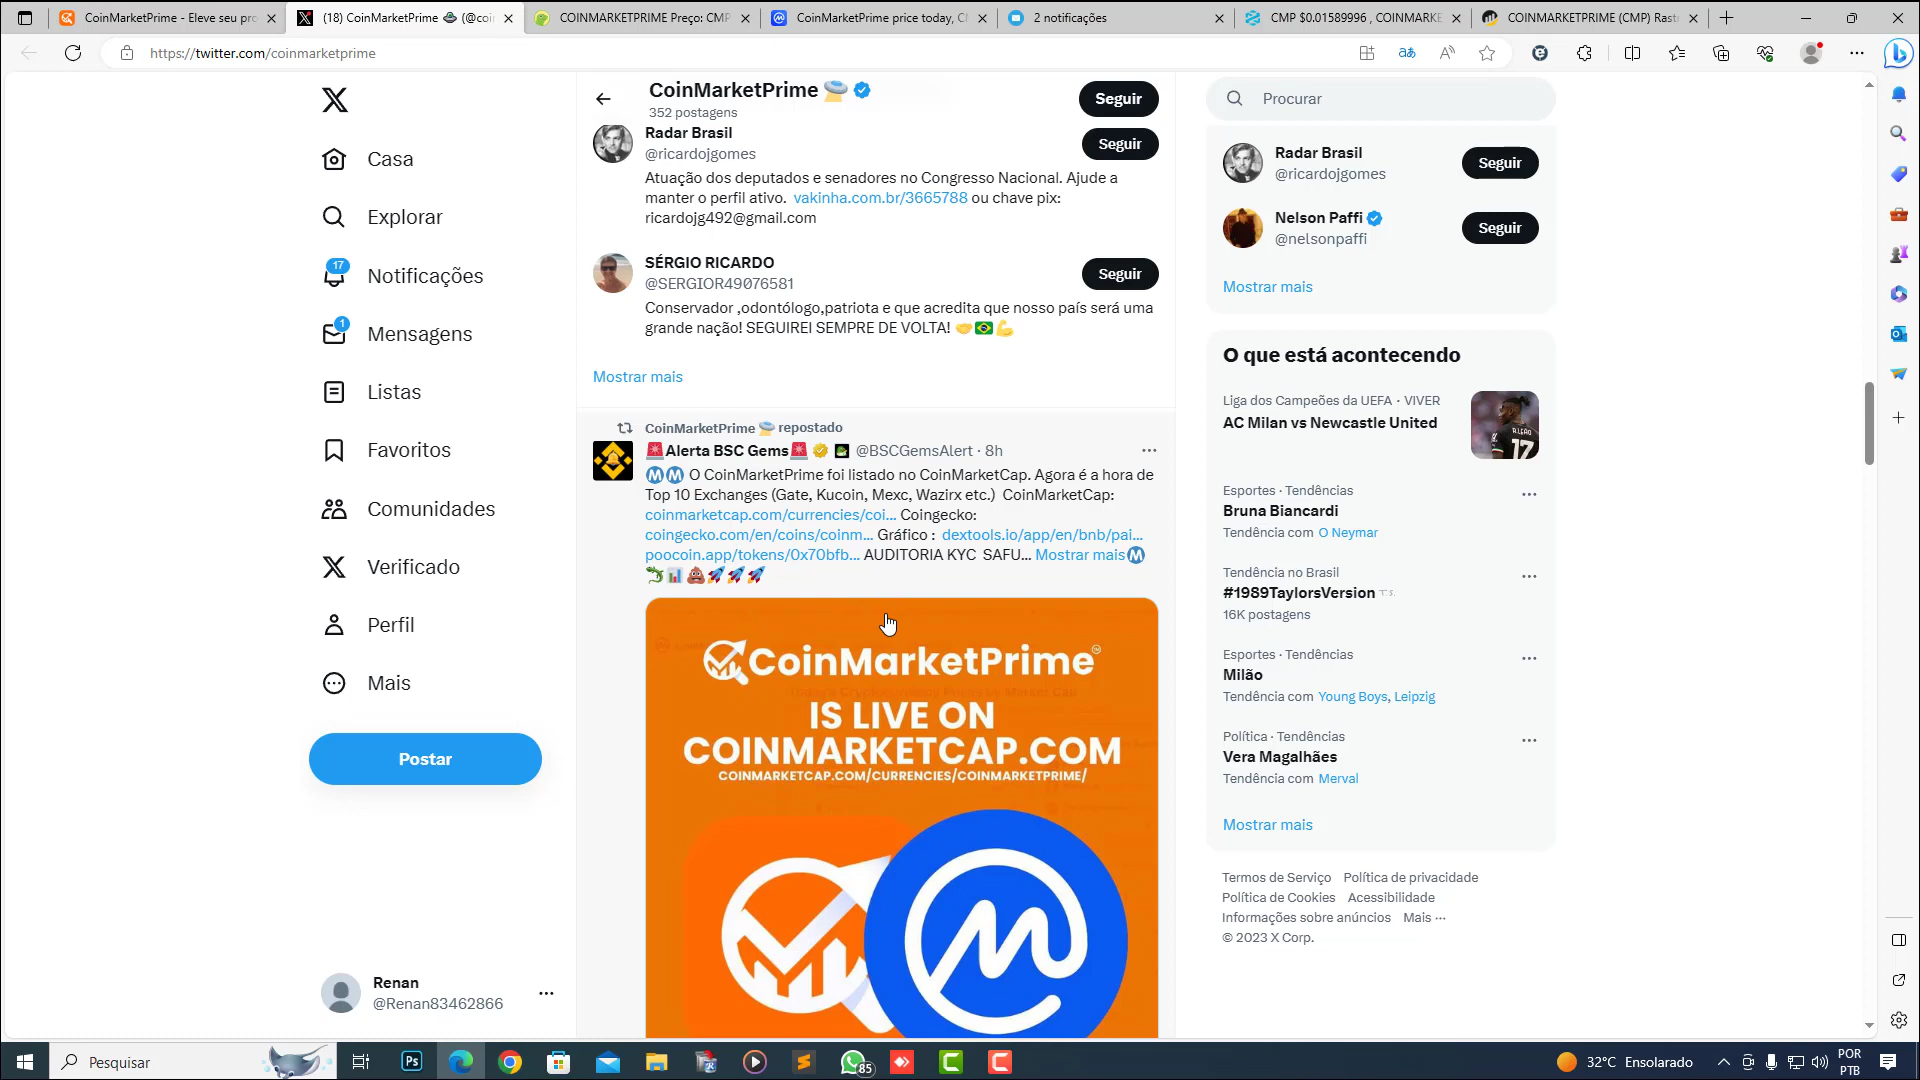 CoinMarketPrime - Eleve seu pro
(18) CoinMarketPrime 🛸 (@coi
COINMARKETPRIME Preço: CMP
CoinMarketPrime price today, C
2 notificações
CMP $0.01589996 , COINMARKE
COINMARKETPRIME (CMP) Rast
https://twitter.com/coinmarketprime
Casa
Explorar
17
Notificações
1
Mensagens
Listas
Favoritos
Comunidades
Verificado
Perfil
Mais
Postar
Renan
@Renan83462866
CoinMarketPrime
352 postagens
Seguir
Radar Brasil
@ricardojgomes
Seguir
Atuação dos deputados e senadores no Congresso Nacional. Ajude a
manter o perfil ativo. vakinha.com.br/3665788 ou chave pix:
ricardojg492@gmail.com
SÉRGIO RICARDO
@SERGIOR49076581
Seguir
Conservador ,odontólogo,patriota e que acredita que nosso país será uma
grande nação! SEGUIREI SEMPRE DE VOLTA! 🤝🇧🇷💪
Mostrar mais
CoinMarketPrime repostado
🚨Alerta BSC Gems🚨 @BSCGemsAlert · 8h
Ⓜ️Ⓜ️ O CoinMarketPrime foi listado no CoinMarketCap. Agora é a hora de
Top 10 Exchanges (Gate, Kucoin, Mexc, Wazirx etc.) CoinMarketCap:
coinmarketcap.com/currencies/coi... Coingecko:
coingecko.com/en/coins/coinm... Gráfico : dextools.io/app/en/bnb/pai...
poocoin.app/tokens/0x70bfb... AUDITORIA KYC SAFU... Mostrar maisⓂ️
🦎📊💩🚀🚀🚀
CoinMarketPrime
IS LIVE ON
COINMARKETCAP.COM
COINMARKETCAP.COM/CURRENCIES/COINMARKETPRIME/
Procurar
Radar Brasil
@ricardojgomes
Seguir
Nelson Paffi
@nelsonpaffi
Seguir
Mostrar mais
O que está acontecendo
Liga dos Campeões da UEFA · VIVER
AC Milan vs Newcastle United
R.LEÃO
17
Esportes · Tendências
Bruna Biancardi
Tendência com O Neymar
Tendência no Brasil
#1989TaylorsVersion
16K postagens
Esportes · Tendências
Milão
Tendência com Young Boys, Leipzig
Política · Tendências
Vera Magalhães
Tendência com Merval
Mostrar mais
Termos de Serviço Política de privacidade
Política de Cookies Acessibilidade
Informações sobre anúncios Mais ···
© 2023 X Corp.
Pesquisar
Ps
85
32°C Ensolarado
POR
PTB